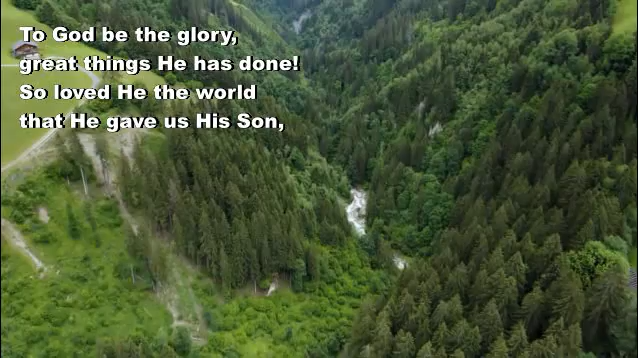 To God be the glory,
great things He has done!
So loved He the world
that He gave us His Son,